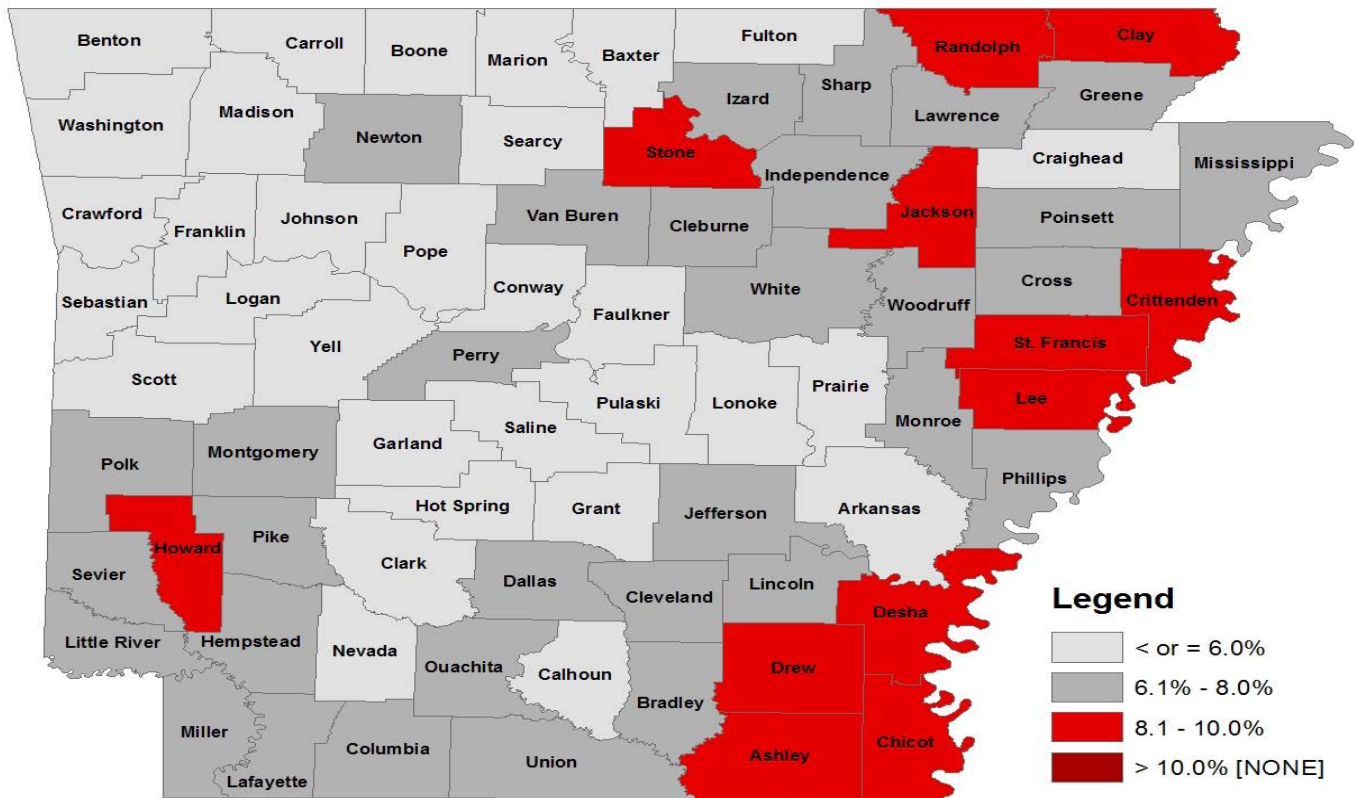 Benton
Carroll
Boone
Marion
Baxter
Fulton
Randolph
Clay
Washington
Madison
Newton
Searcy
Stone
Izard
Sharp
Lawrence
Greene
Crawford
Franklin
Johnson
Pope
Van Buren
Cleburne
Independence
Jackson
Craighead
Mississippi
Poinsett
Sebastian
Logan
Conway
Faulkner
White
Woodruff
Cross
Crittenden
Scott
Yell
Perry
Pulaski
Lonoke
Prairie
St. Francis
Lee
Monroe
Phillips
Polk
Montgomery
Garland
Saline
Hot Spring
Grant
Jefferson
Arkansas
Howard
Pike
Clark
Dallas
Cleveland
Lincoln
Desha
Sevier
Little River
Hempstead
Nevada
Ouachita
Calhoun
Bradley
Drew
Miller
Lafayette
Columbia
Union
Ashley
Chicot
Legend
< or = 6.0%
6.1% - 8.0%
8.1 - 10.0%
> 10.0% [NONE]